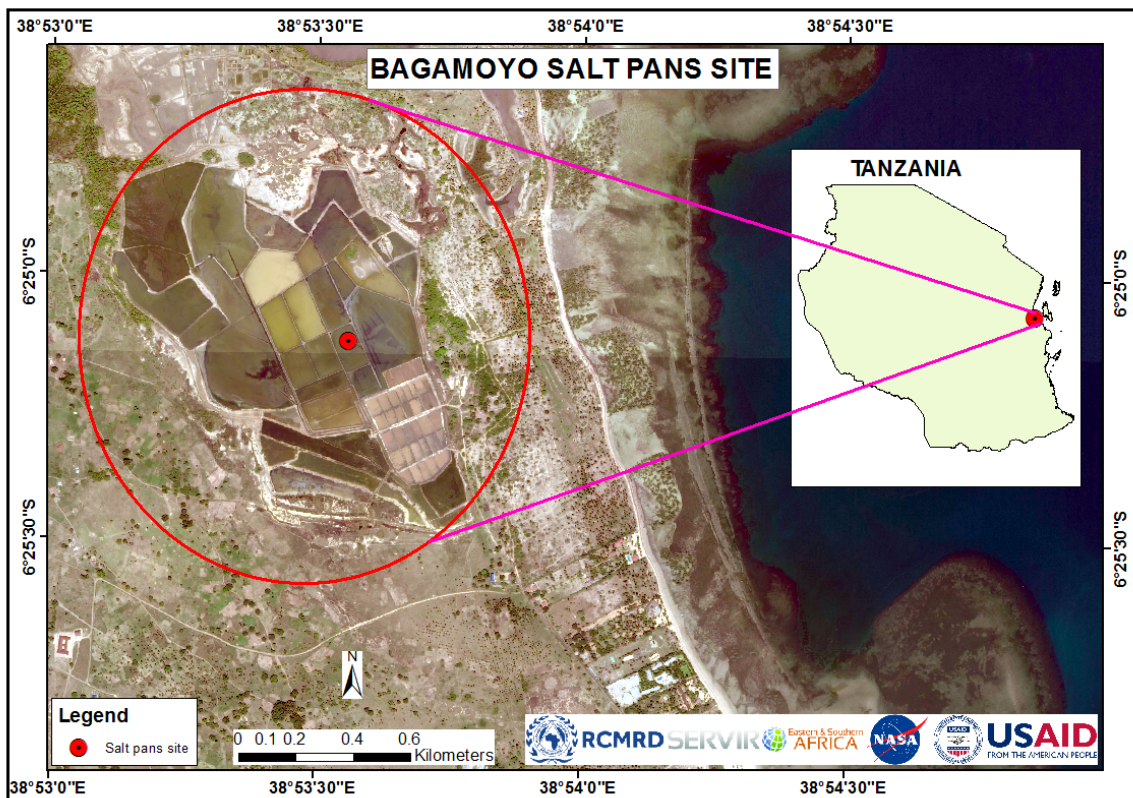 38°53'0"E
38°53'30"E
38°54'0"E
38°54'30"E
BAGAMOYO SALT PANS SITE
TANZANIA
6°25'0"S
6°25'0"S
6°25'30"S
6°25'30"S
N
Legend
Salt pans site
0 0.1 0.2 0.4 0.6
Kilometers
RCMRD SERVIR Eastern & Southern
AFRICA
NASA
USAID
USAID
FROM THE AMERICAN PEOPLE
38°53'0"E
38°53'30"E
38°54'0"E
38°54'30"E